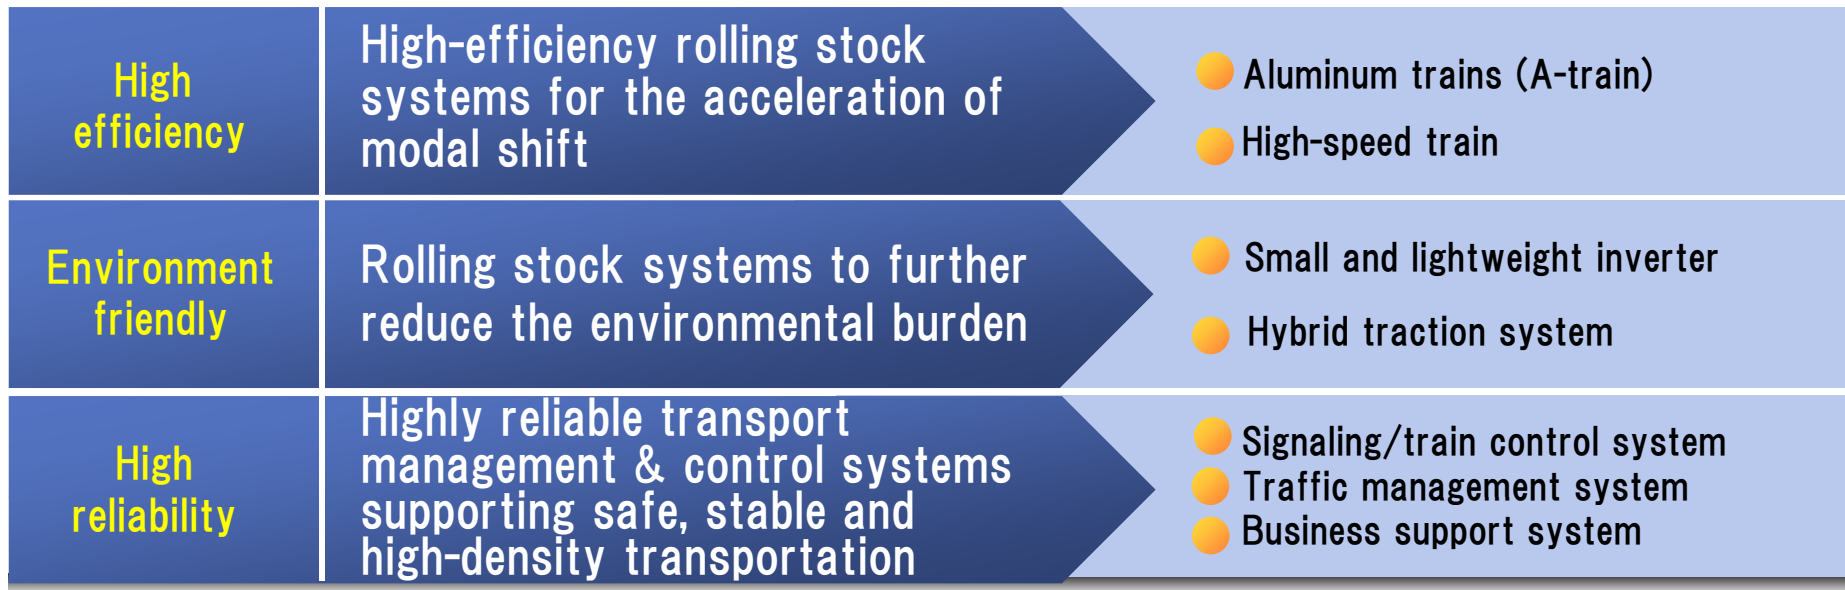 High
efficiency
High-efficiency rolling stock
systems for the acceleration of
modal shift
Aluminum trains (A-train)
High-speed train
Environment
friendly
Rolling stock systems to further
reduce the environmental burden
Small and lightweight inverter
Hybrid traction system
High
reliability
Highly reliable transport
management & control systems
supporting safe, stable and
high-density transportation
Signaling/train control system
Traffic management system
Business support system